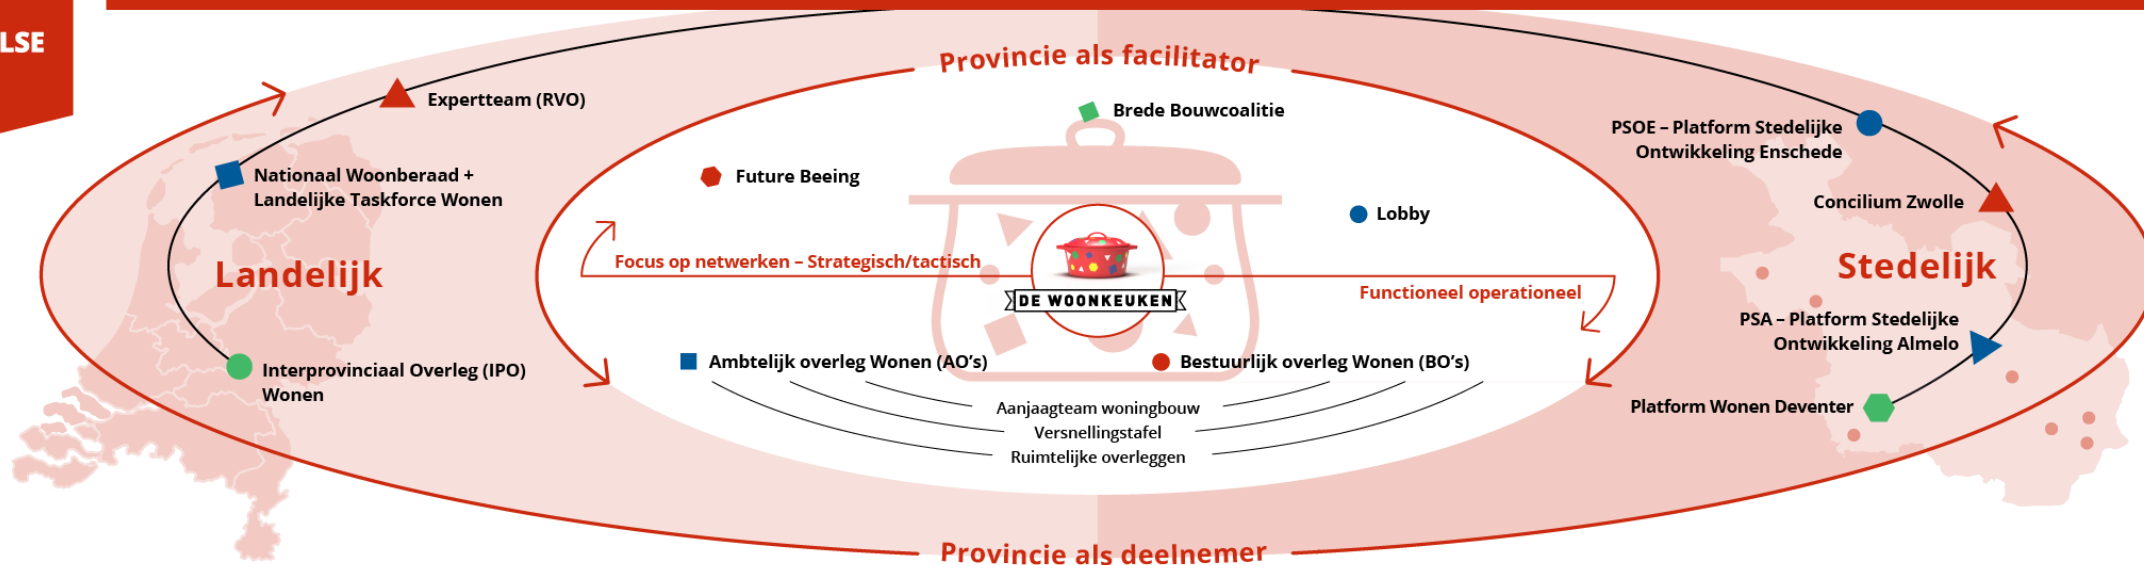 LSE
Provincie als facilitator
Expertteam (RVO)
Nationaal Woonberaad +
Landelijke Taskforce Wonen
Landelijk
Interprovinciaal Overleg (IPO)
Wonen
Brede Bouwcoalitie
Future Beeing
Lobby
Focus op netwerken – Strategisch/tactisch
DE WOONKEUKEN
Functioneel operationeel
Ambtelijk overleg Wonen (AO’s)
Bestuurlijk overleg Wonen (BO’s)
Aanjaagteam woningbouw
Versnellingstafel
Ruimtelijke overleggen
PSOE – Platform Stedelijke
Ontwikkeling Enschede
Concilium Zwolle
Stedelijk
PSA – Platform Stedelijke
Ontwikkeling Almelo
Platform Wonen Deventer
Provincie als deelnemer